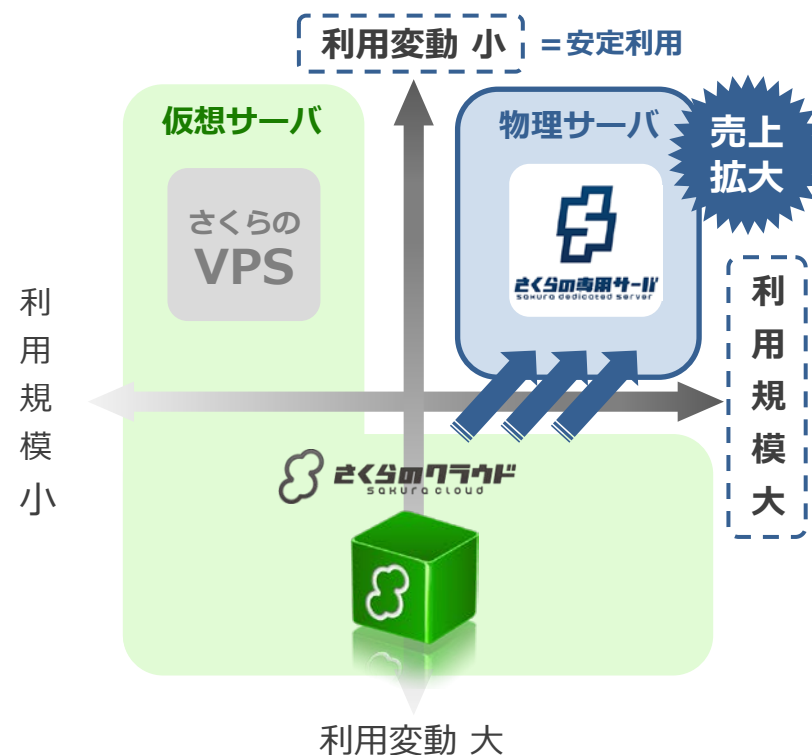 利用変動 小
＝安定利用
仮想サーバ
物理サーバ
売上
拡大
さくらの
VPS
さくらの専用サーバ
sakura dedicated server
利用規模 小
利用規模大
さくらのクラウド
sakura cloud
利用変動 大